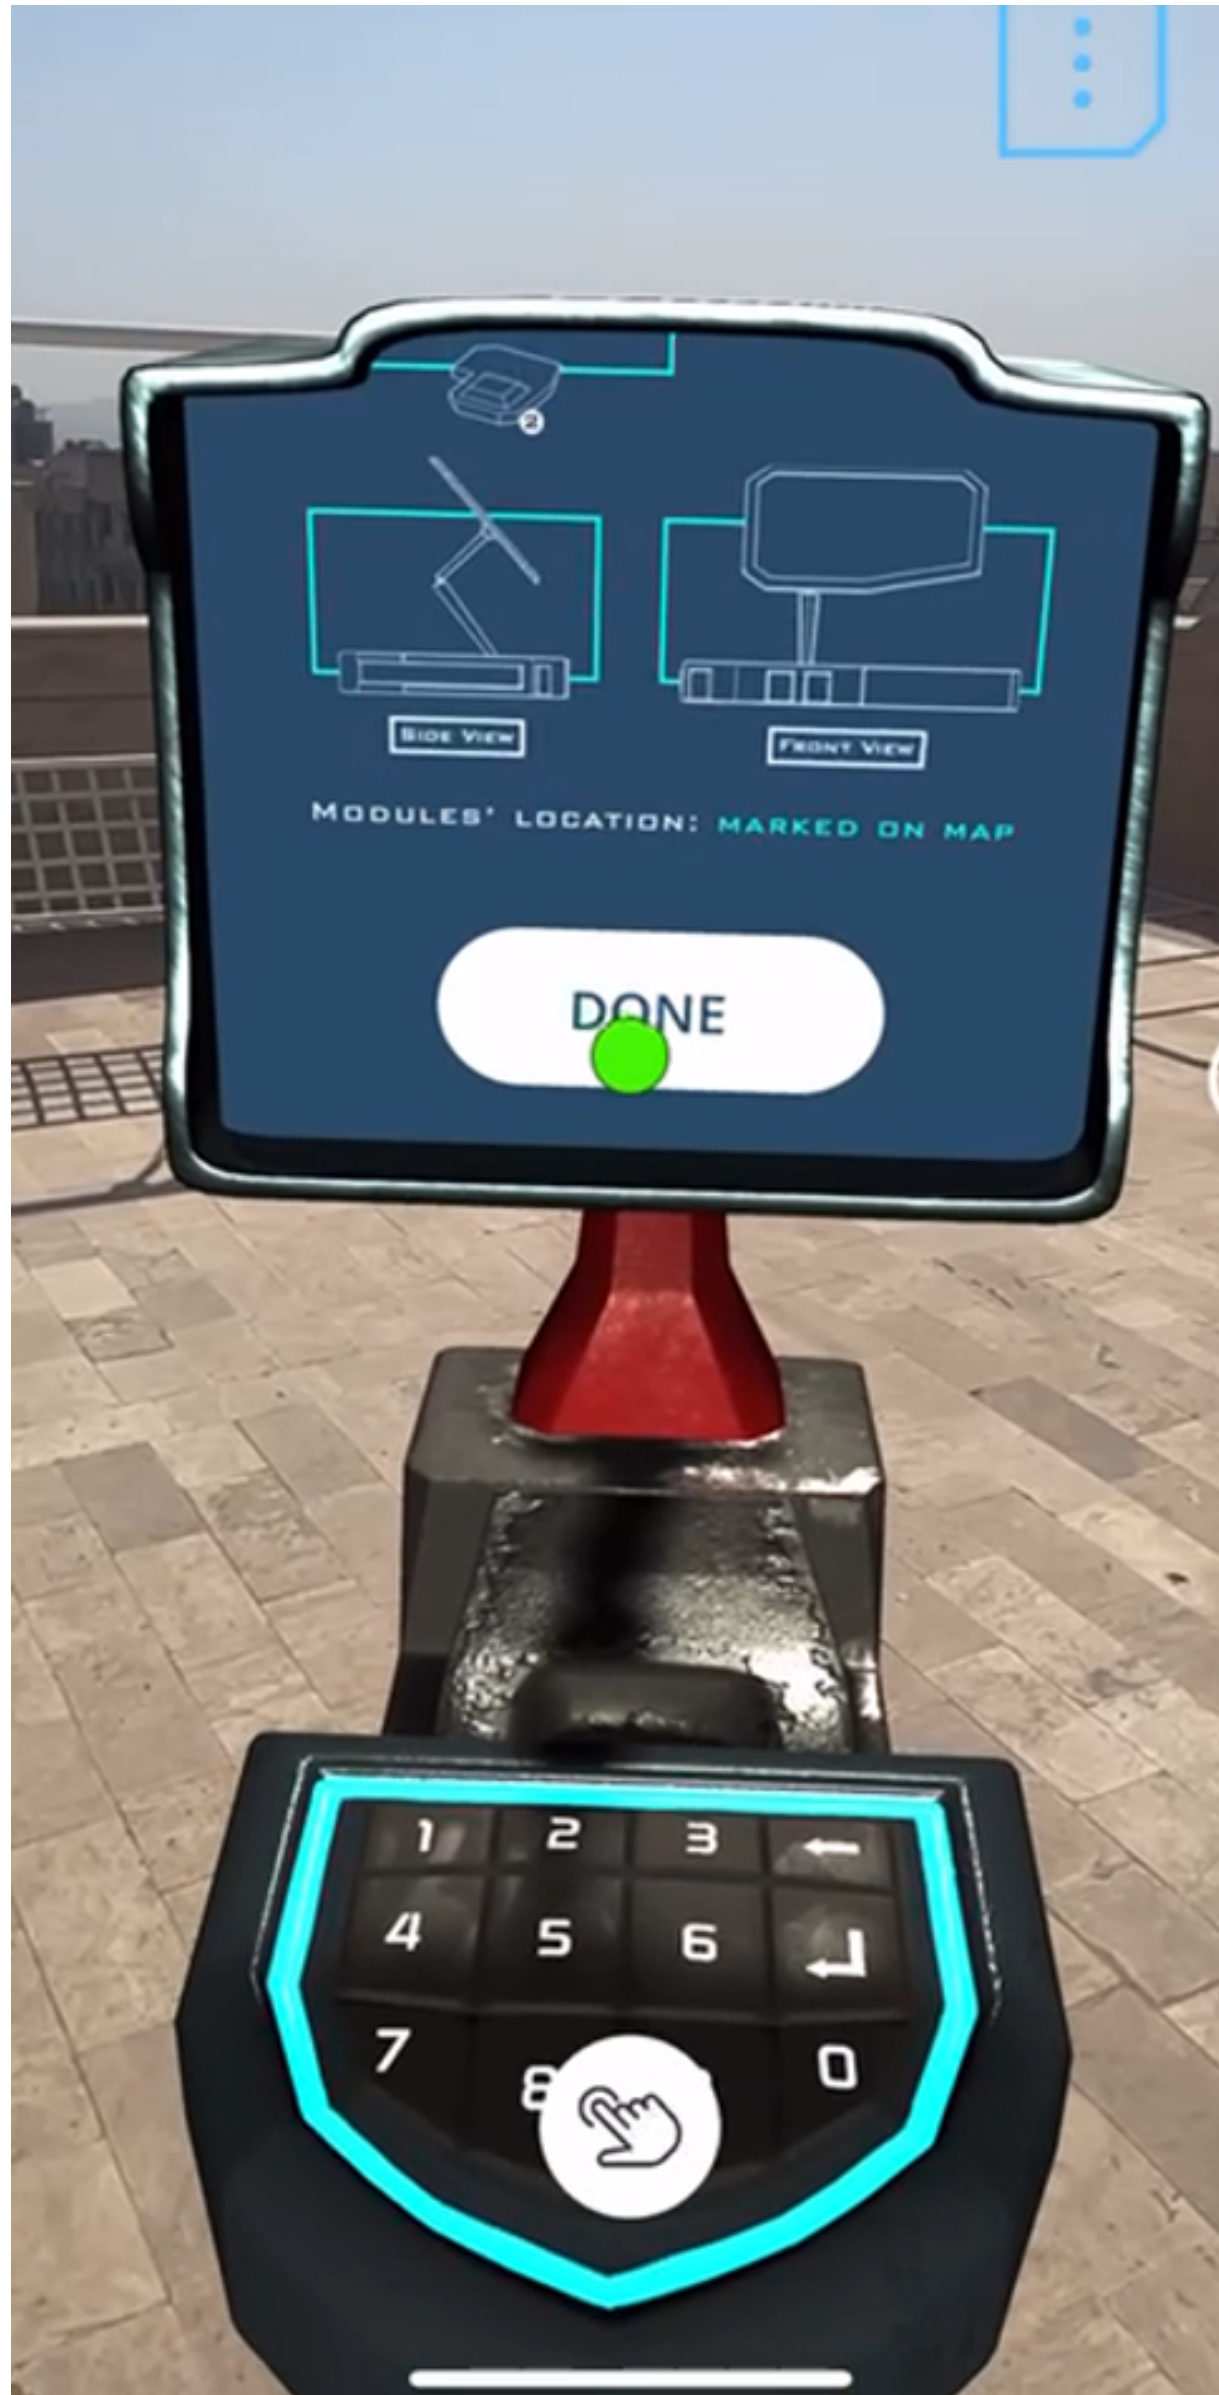 2
SIDE VIEW
FRONT VIEW
MODULES' LOCATION: MARKED ON MAP
DONE
1 2 3 ←
4 5 6 ↵
7 8 0